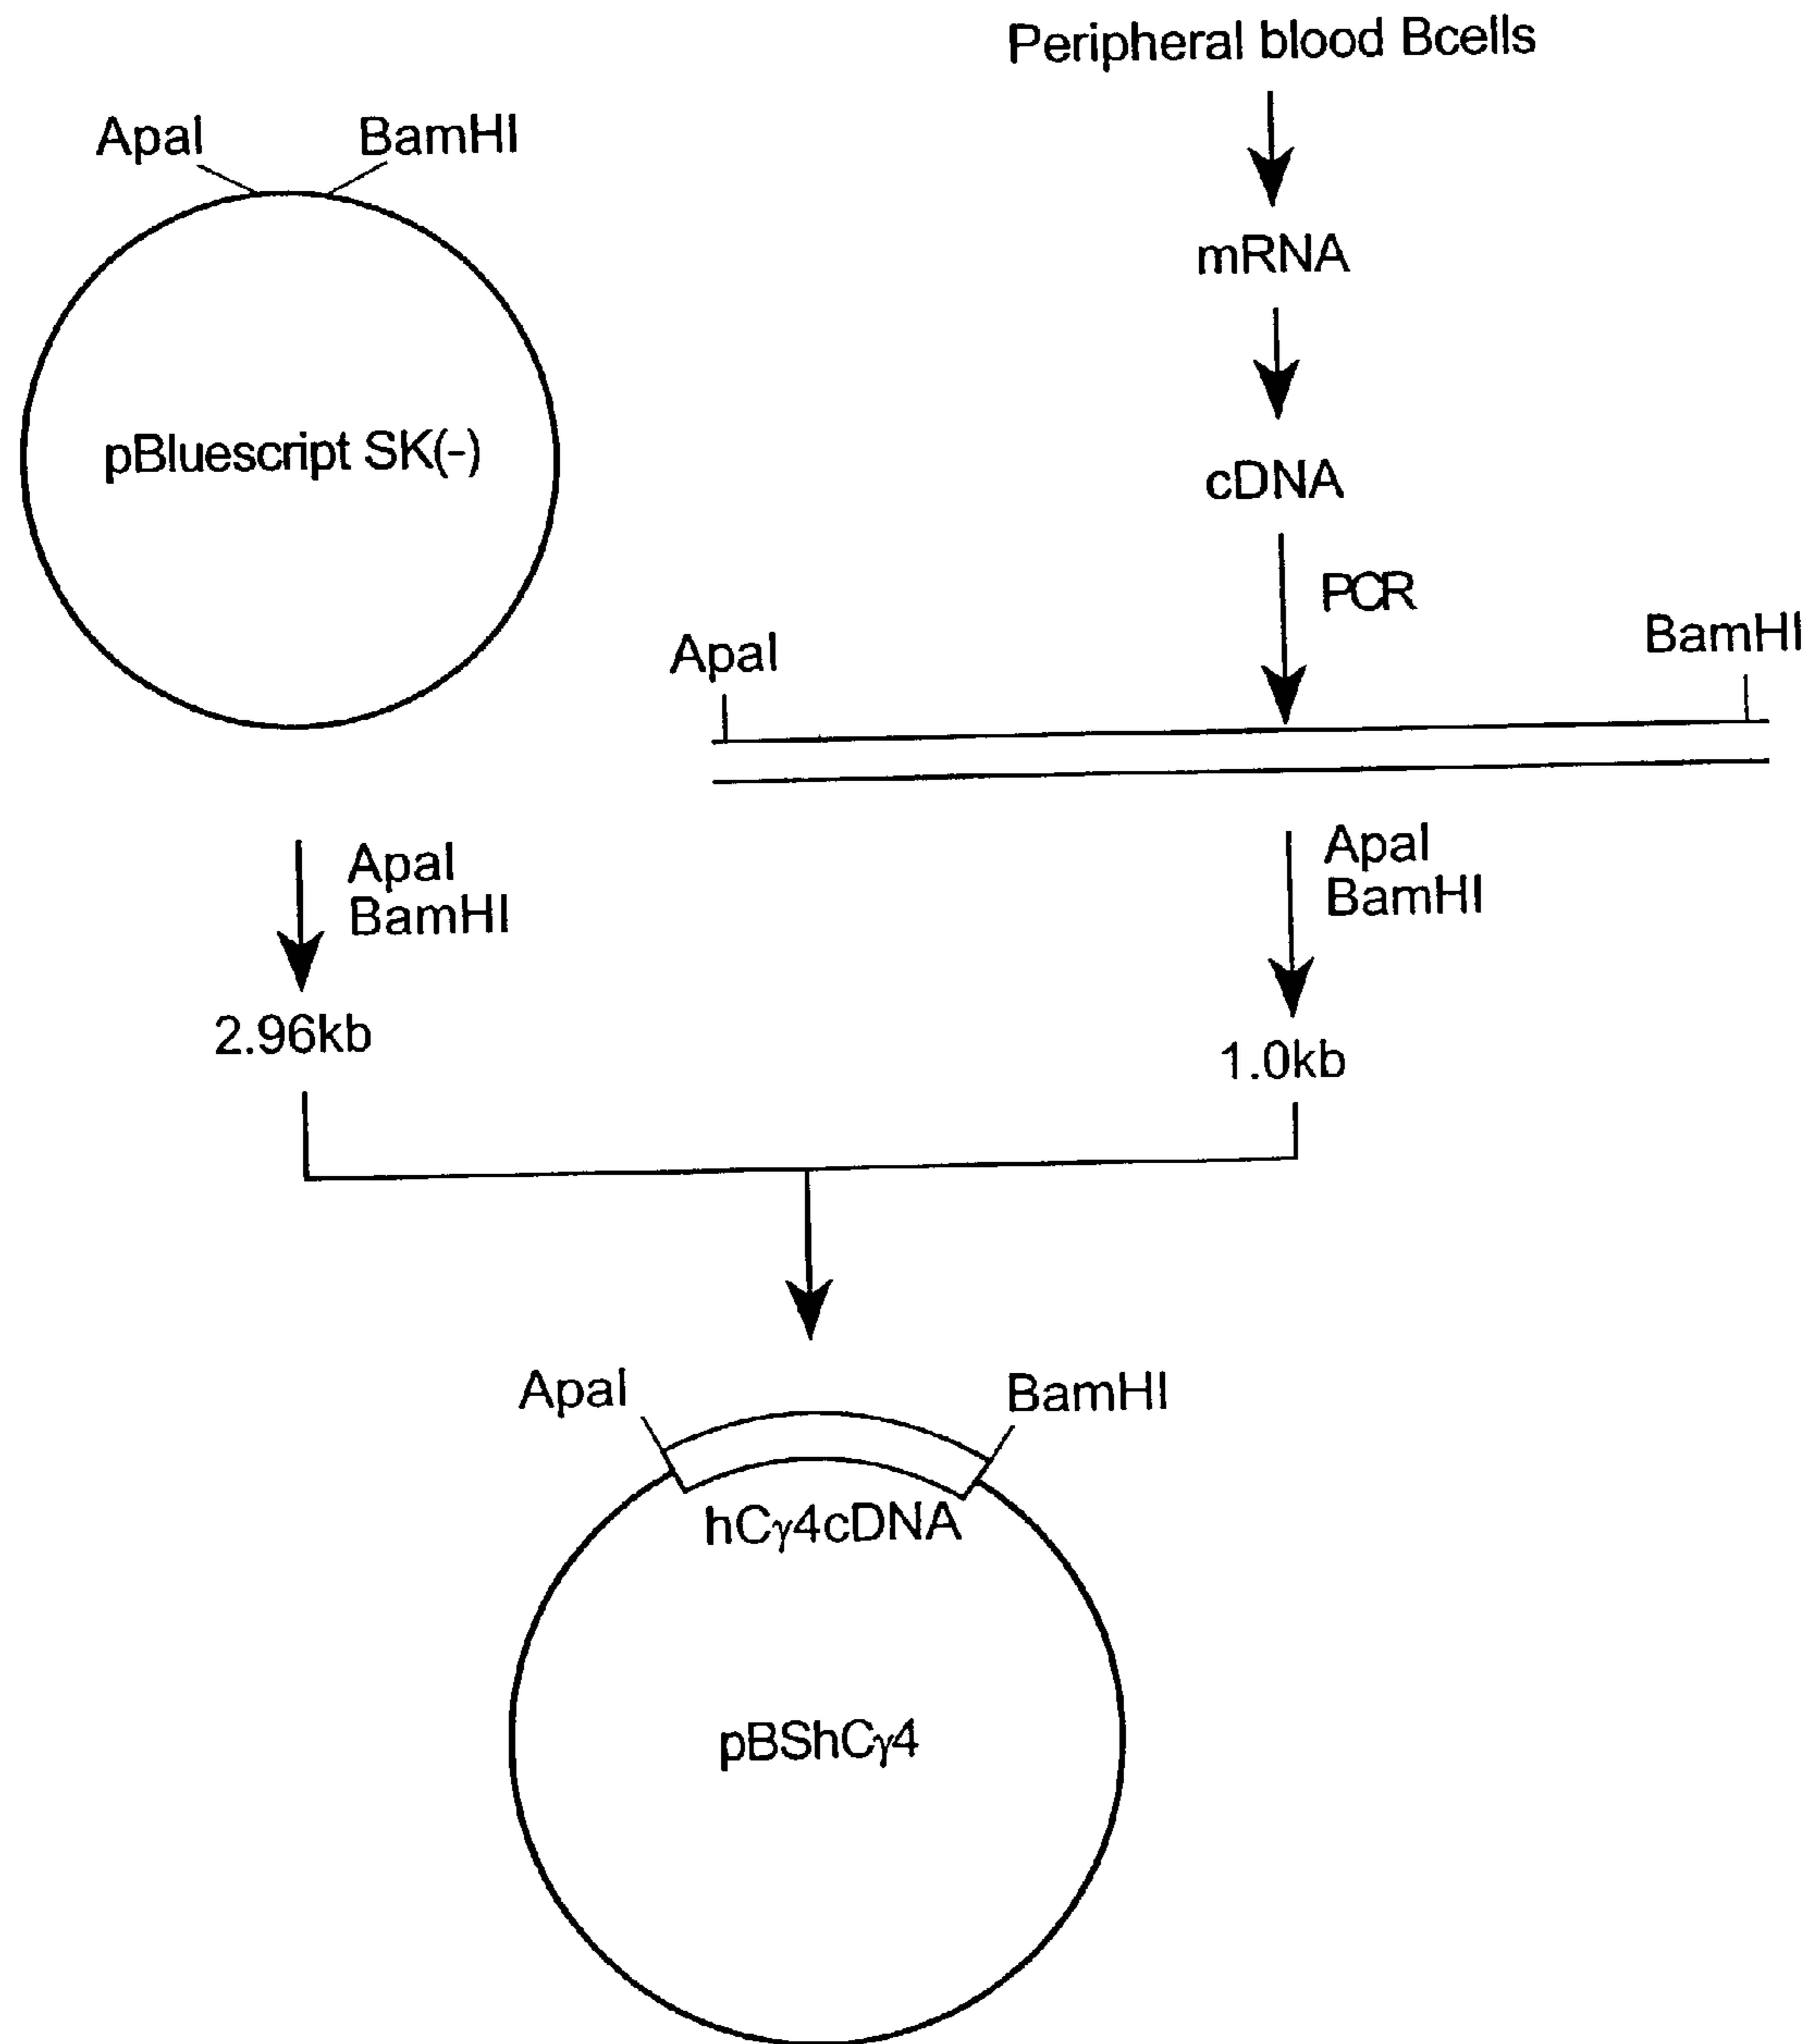 Peripheral blood Bcells
ApaI
BamHI
mRNA
pBluescript SK(-)
cDNA
PCR
ApaI
BamHI
ApaI
BamHI
ApaI
BamHI
2.96kb
1.0kb
ApaI
BamHI
hCγ4cDNA
pBShCγ4